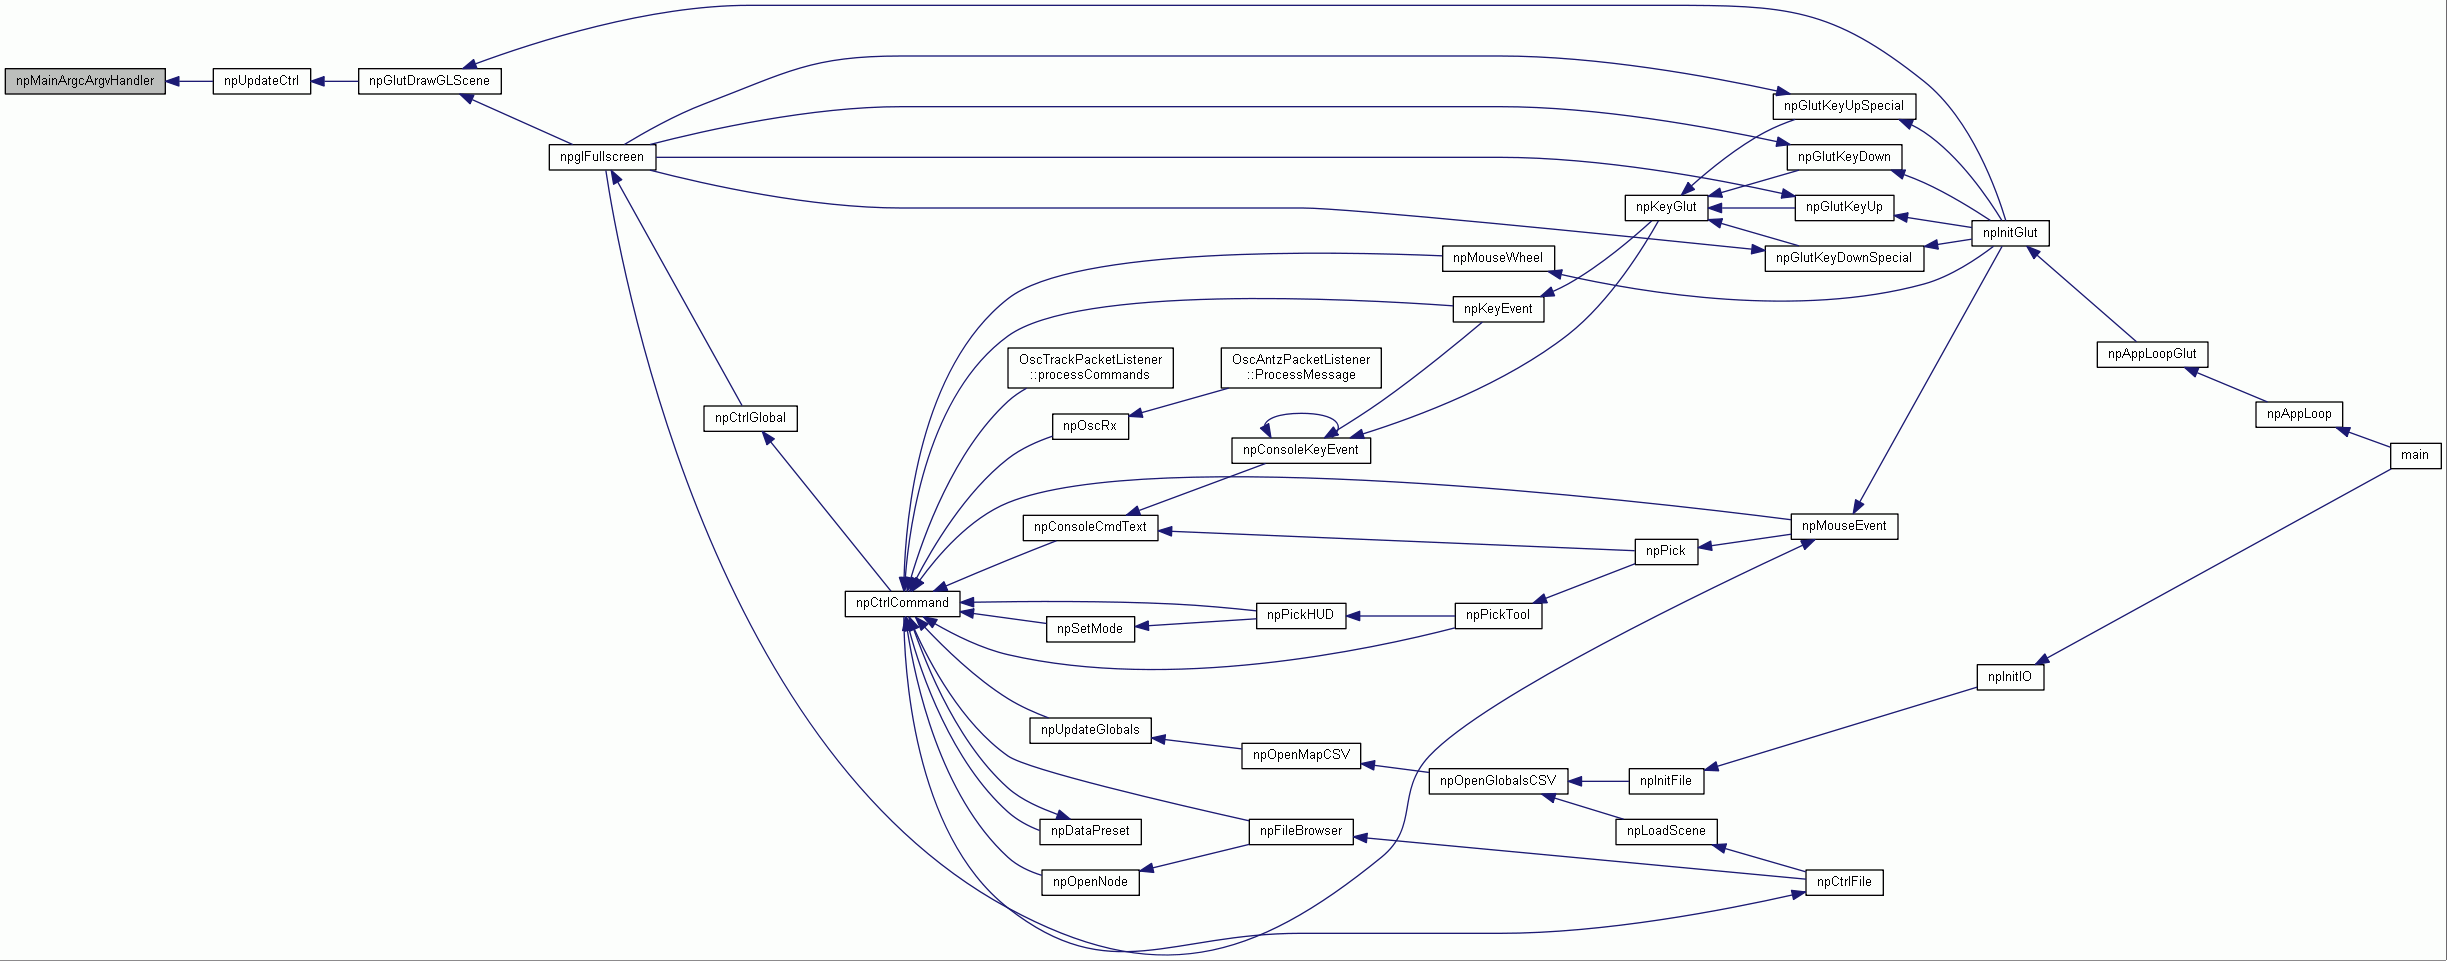 npMainArgcArgvHandler
npUpdateCtrl
npGlutDrawGLScene
npGlutKeyUpSpecial
npglFullscreen
npGlutKeyDown
npKeyGlut
npGlutKeyUp
npInitGlut
npMouseWheel
npGlutKeyDownSpecial
npKeyEvent
OscTrackPacketListener
::processCommands
OscAntzPacketListener
::ProcessMessage
npAppLoopGlut
npCtrlGlobal
npOscRx
npAppLoop
npConsoleKeyEvent
main
npConsoleCmdText
npMouseEvent
npPick
npCtrlCommand
npPickHUD
npPickTool
npSetMode
npInitIO
npUpdateGlobals
npOpenMapCSV
npOpenGlobalsCSV
npInitFile
npDataPreset
npFileBrowser
npLoadScene
npOpenNode
npCtrlFile